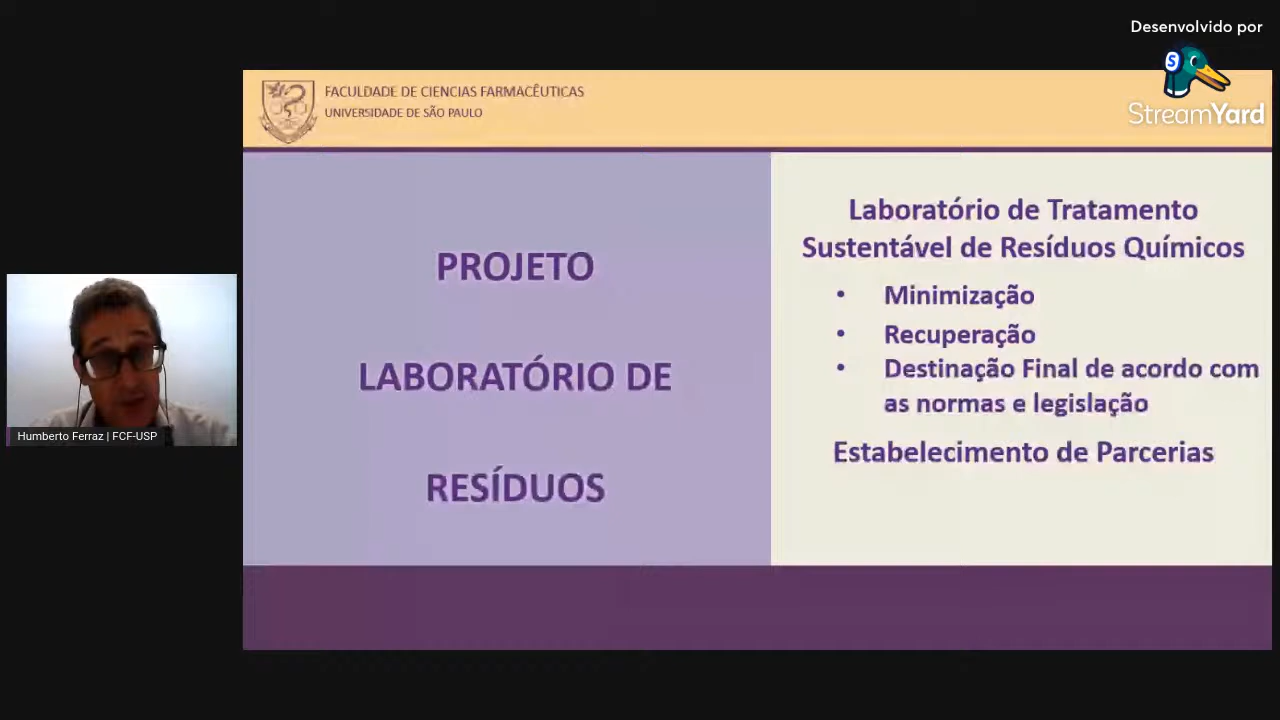 Desenvolvido por
StreamYard
FACULDADE DE CIENCIAS FARMACÊUTICAS
UNIVERSIDADE DE SÃO PAULO
PROJETO
LABORATÓRIO DE
RESÍDUOS
Laboratório de Tratamento
Sustentável de Resíduos Químicos
• Minimização
• Recuperação
• Destinação Final de acordo com
as normas e legislação
Estabelecimento de Parcerias
Humberto Ferraz | FCF-USP